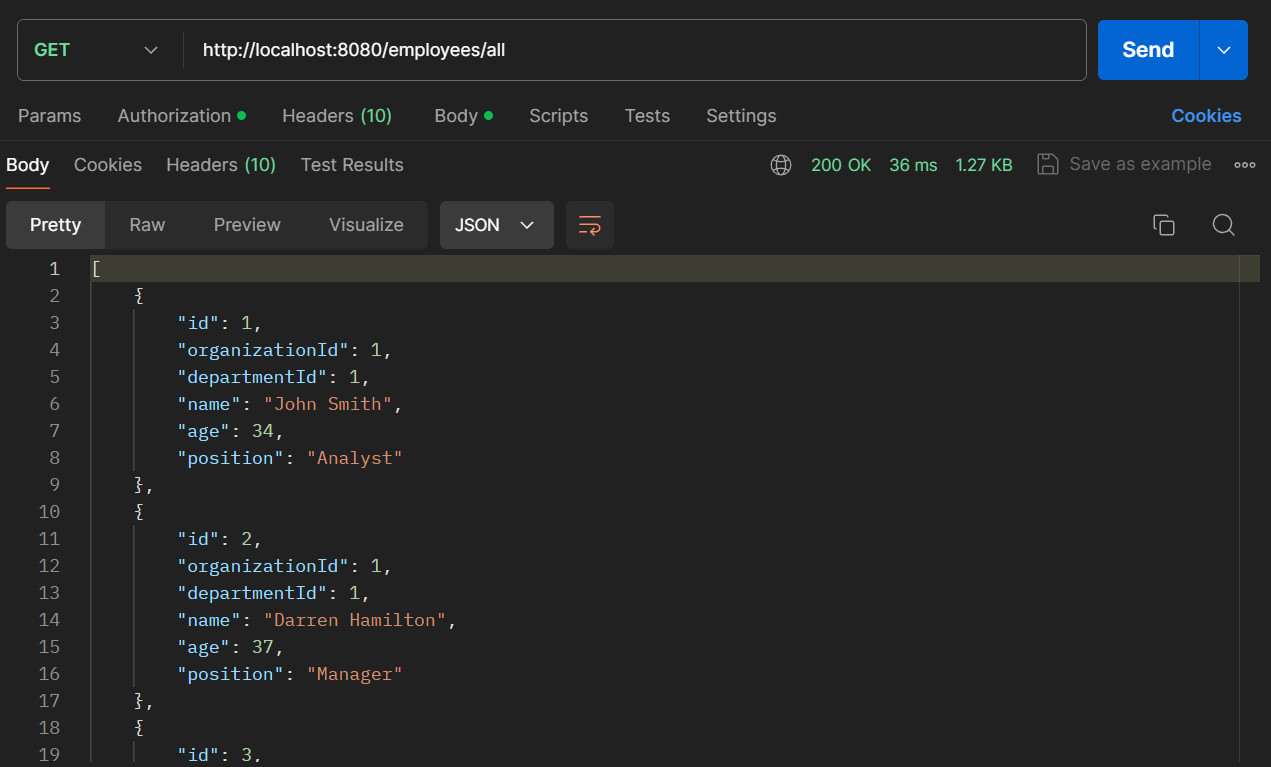 GET http://localhost:8080/employees/all Send
Params Authorization Headers (10) Body Scripts Tests Settings Cookies
Body Cookies Headers (10) Test Results 200 OK 36 ms 1.27 KB Save as example
Pretty Raw Preview Visualize JSON
1 [
2 {
3 "id": 1,
4 "organizationId": 1,
5 "departmentId": 1,
6 "name": "John Smith",
7 "age": 34,
8 "position": "Analyst"
9 },
10 {
11 "id": 2,
12 "organizationId": 1,
13 "departmentId": 1,
14 "name": "Darren Hamilton",
15 "age": 37,
16 "position": "Manager"
17 },
18 {
19 "id": 3,